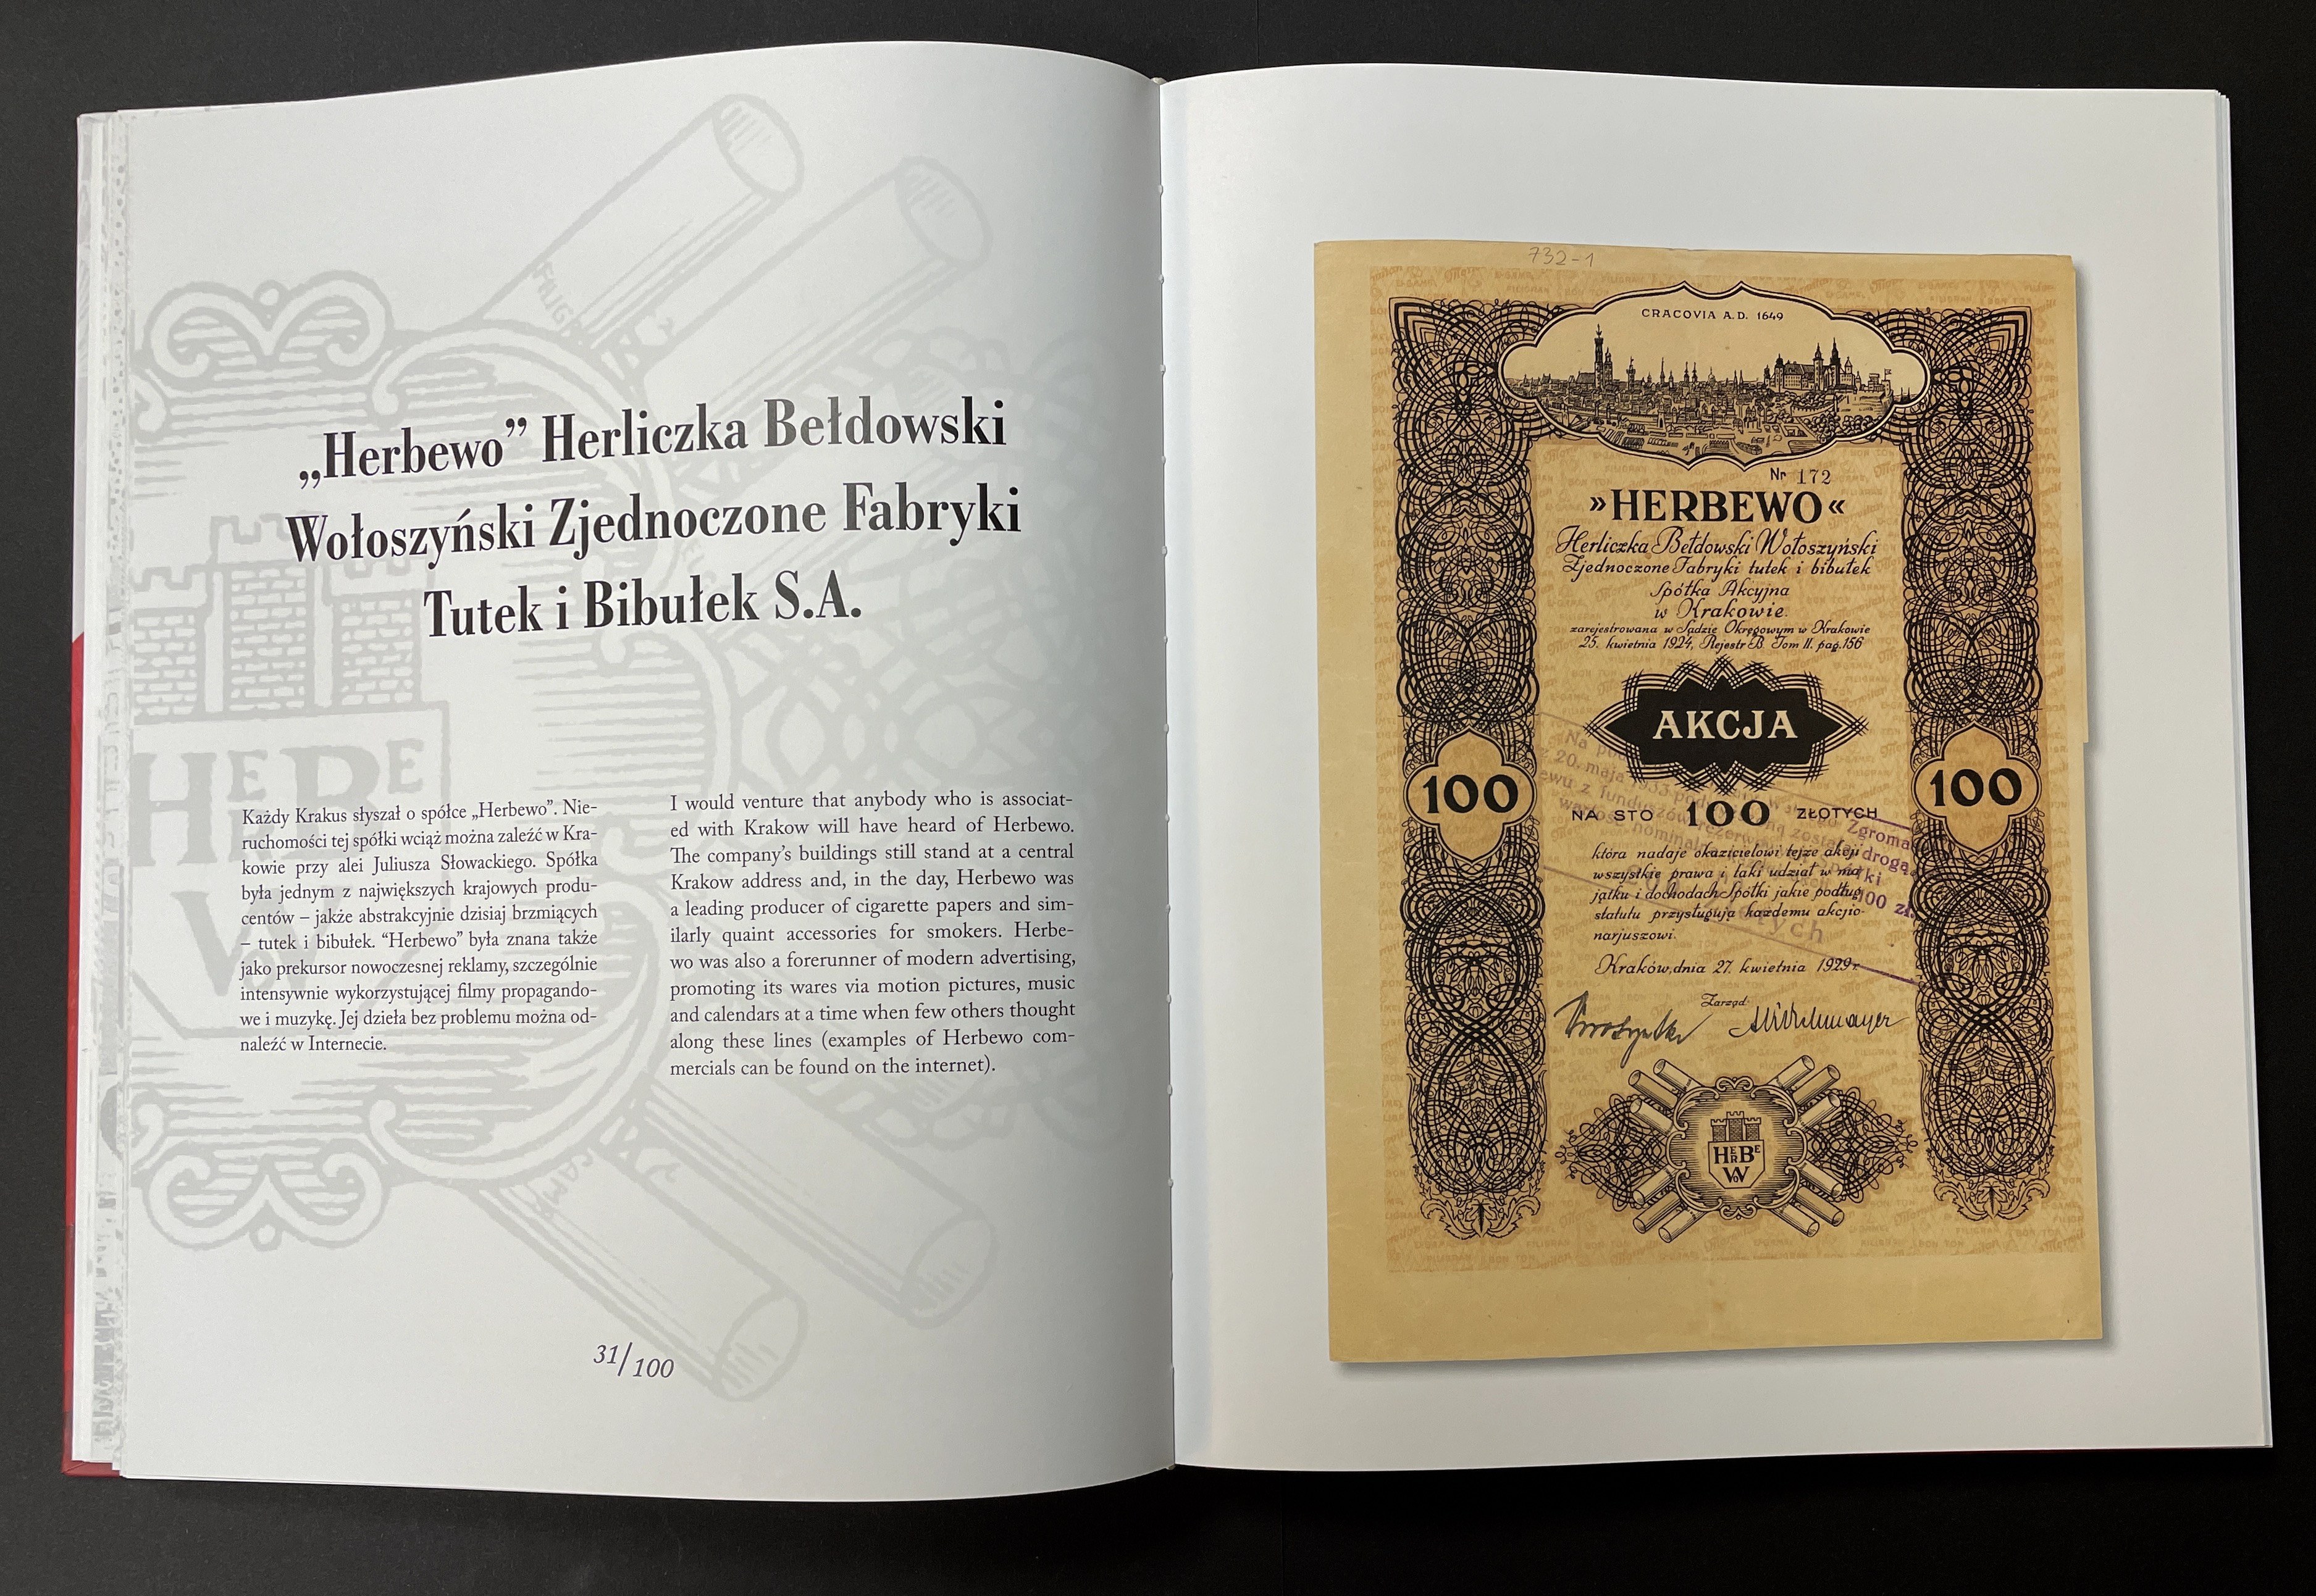 „Herbewo” Herliczka Bełdowski
Wołoszyński Zjednoczone Fabryki
Tutek i Bibułek S.A.
Każdy Krakus słyszał o spółce „Herbewo”. Nie-
ruchomości tej spółki wciąż można zaleźć w Kra-
kowie przy alei Juliusza Słowackiego. Spółka
była jednym z największych krajowych produ-
centów – jakże abstrakcyjnie dzisiaj brzmiących
– tutek i bibułek. “Herbewo” była znana także
jako prekursor nowoczesnej reklamy, szczególnie
intensywnie wykorzystującej filmy propagando-
we i muzykę. Jej dzieła bez problemu można od-
naleźć w Internecie.
I would venture that anybody who is associat-
ed with Krakow will have heard of Herbewo.
The company’s buildings still stand at a central
Krakow address and, in the day, Herbewo was
a leading producer of cigarette papers and sim-
ilarly quaint accessories for smokers. Herbe-
wo was also a forerunner of modern advertising,
promoting its wares via motion pictures, music
and calendars at a time when few others thought
along these lines (examples of Herbewo com-
mercials can be found on the internet).
31/100
732-1
CRACOVIA A.D. 1649
Nr 172
»HERBEWO«
Herliczka Bełdowski Wołoszyński
Zjednoczone Fabryki tutek i bibułek
Spółka Akcyjna
w Krakowie.
zarejestrowana w Sądzie Okręgowym w Krakowie
25. kwietnia 1924, Rejestr B. Tom II. pag. 156
AKCJA
100
100
NA STO 100 ZŁOTYCH
która nadaje okazicielowi tejże akcji
wszystkie prawa i taki udział w ma
jątku i dochodach Spółki jakie podług
statutu przysługują każdemu akcjo-
narjuszowi.
Kraków, dnia 27. kwietnia 1929 r
Zarząd:
HERBE
WO